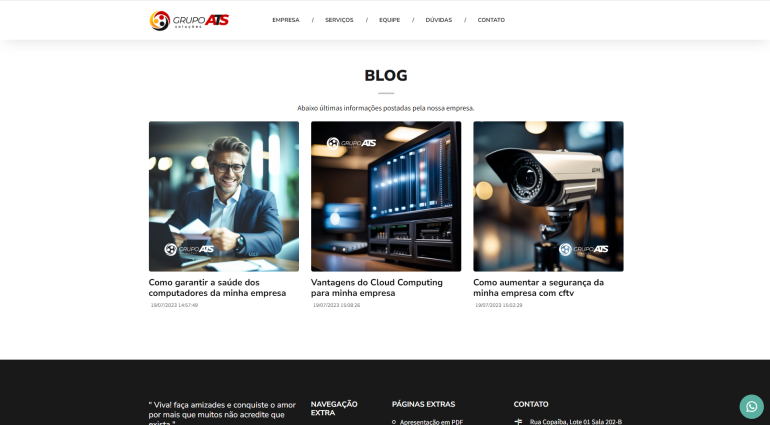 GRUPO ATS
soluções
EMPRESA / SERVIÇOS / EQUIPE / DÚVIDAS / CONTATO
BLOG
Abaixo últimas informações postadas pela nossa empresa.
GRUPO ATS
GRUPO ATS
GRUPO ATS
Como garantir a saúde dos
computadores da minha empresa
19/07/2023 14:57:49
Vantagens do Cloud Computing
para minha empresa
19/07/2023 15:08:26
Como aumentar a segurança da
minha empresa com cftv
19/07/2023 15:02:29
" Viva! faça amizades e conquiste o amor
por mais que muitos não acredite que
exista "
NAVEGAÇÃO
EXTRA
PÁGINAS EXTRAS
Apresentação em PDF
CONTATO
Rua Copaíba, Lote 01 Sala 202-B